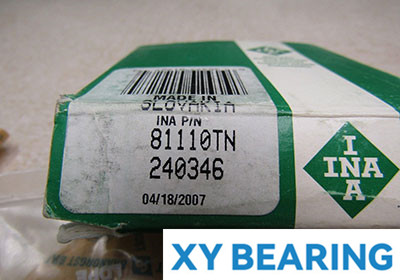 MADE IN
SLOVAKIA
INA P/N
81110TN
240346
04/18/2007
I
INA
A
XY BEARING